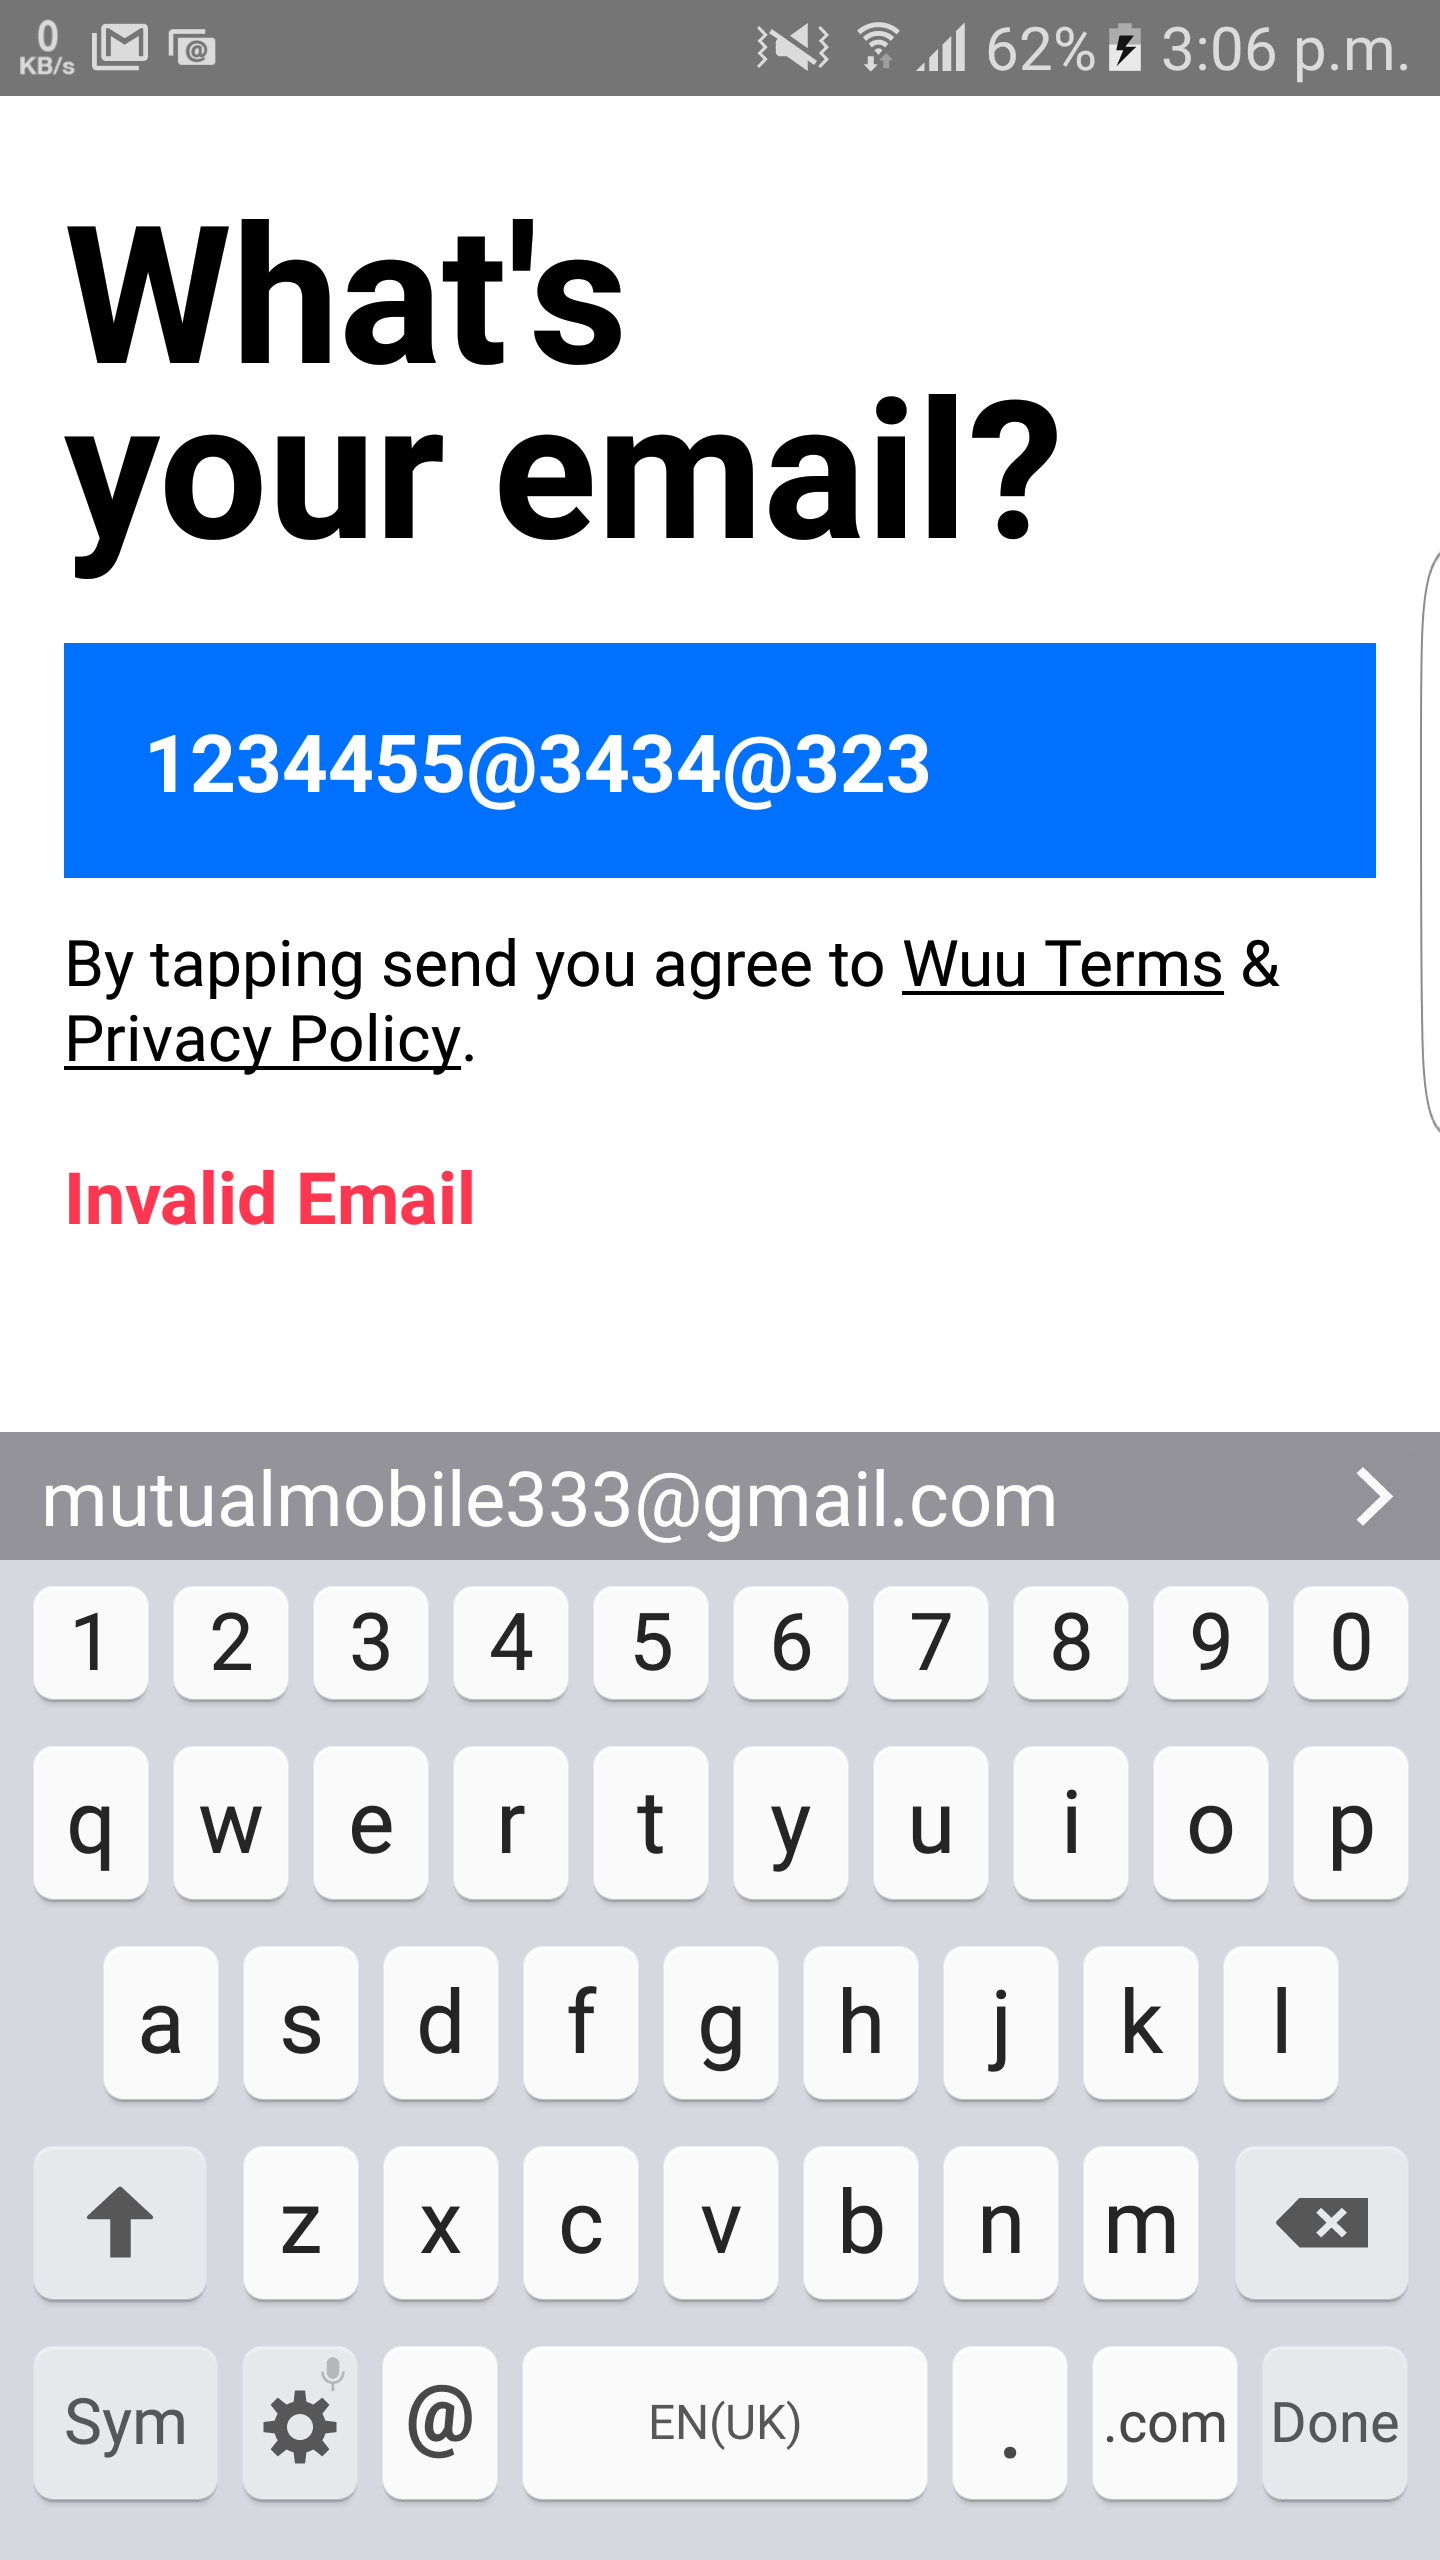 0
KB/s
62% 3:06 p.m.
What's
your email?
1234455@3434@323
By tapping send you agree to Wuu Terms &
Privacy Policy.
Invalid Email
mutualmobile333@gmail.com
1 2 3 4 5 6 7 8 9 0
q w e r t y u i o p
a s d f g h j k l
z x c v b n m
Sym @ EN(UK) . .com Done